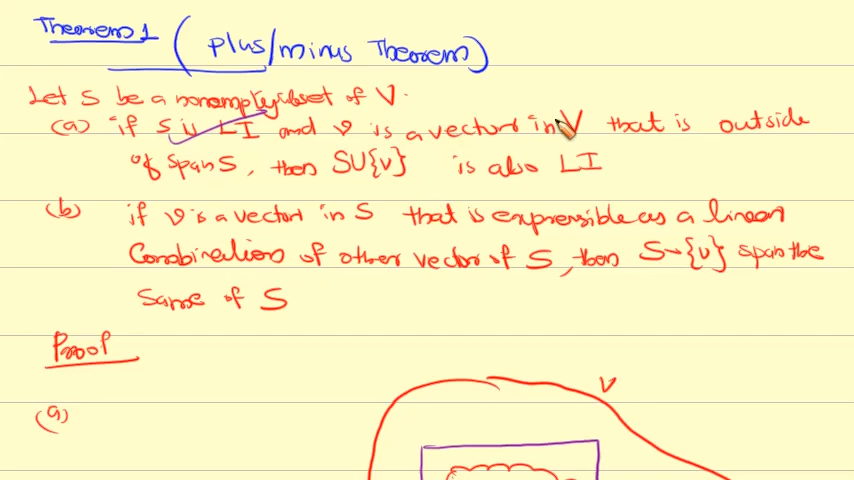 Theorem 1 (plus/minus Theorem)
Let S be a nonempty subset of V.
(a) if S is LI and v is a vector in V that is outside
of span S, then SU{v} is also LI
(b) if v is a vector in S that is expressible as a linear
Combination of other vector of S, then S-{v} span the
same of S
Proof
(a)
V